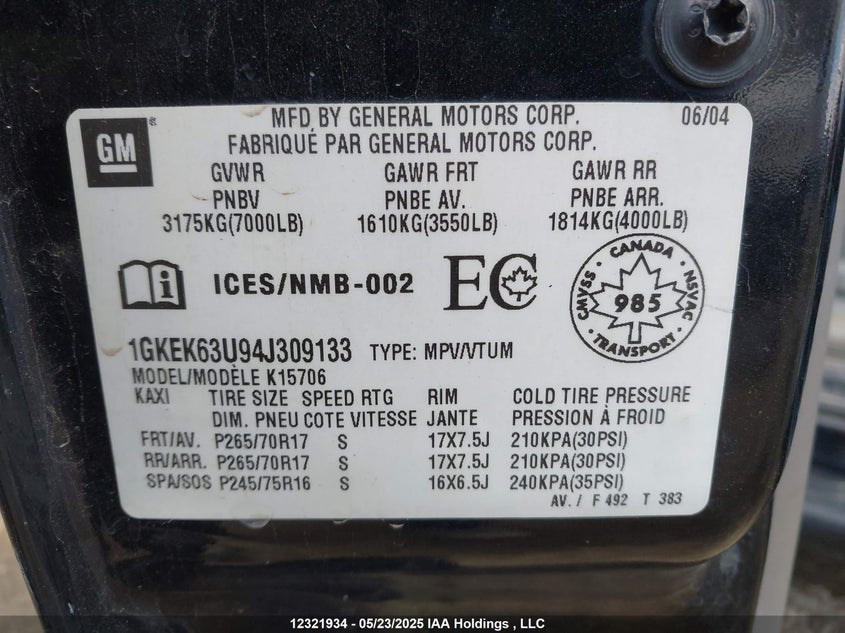 MFD BY GENERAL MOTORS CORP. 06/04
FABRIQUÉ PAR GENERAL MOTORS CORP.
GM
GVWR GAWR FRT GAWR RR
PNBV PNBE AV. PNBE ARR.
3175KG(7000LB) 1610KG(3550LB) 1814KG(4000LB)
i ICES/NMB-002 EC
CANADA
CMVSS 985 NSVAC
TRANSPORT
1GKEK63U94J309133 TYPE: MPV/VTUM
MODEL/MODÈLE K15706
KAXI TIRE SIZE SPEED RTG RIM COLD TIRE PRESSURE
DIM. PNEU COTE VITESSE JANTE PRESSION À FROID
FRT/AV. P265/70R17 S 17X7.5J 210KPA(30PSI)
RR/ARR. P265/70R17 S 17X7.5J 210KPA(30PSI)
SPA/SOS P245/75R16 S 16X6.5J 240KPA(35PSI)
AV. / F 492 T 383
12321934 - 05/23/2025 IAA Holdings , LLC